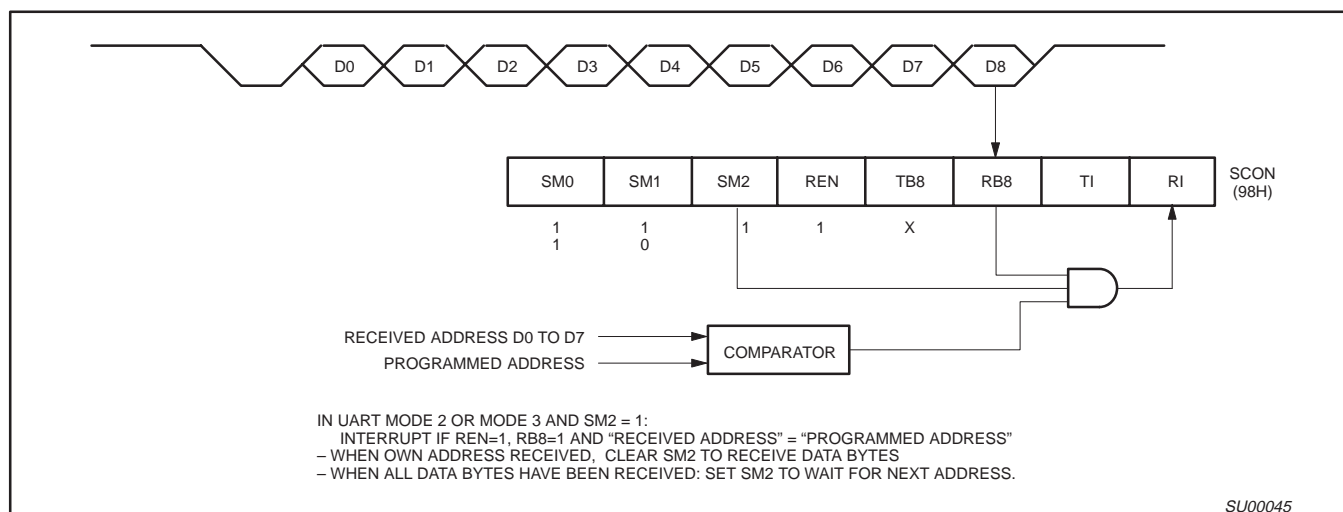 D0 D1 D2 D3 D4 D5 D6 D7 D8
SM0 SM1 SM2 REN TB8 RB8 TI RI
SCON
(98H)
1 1 1 1 X
1 0
RECEIVED ADDRESS D0 TO D7
PROGRAMMED ADDRESS
COMPARATOR
IN UART MODE 2 OR MODE 3 AND SM2 = 1:
INTERRUPT IF REN=1, RB8=1 AND “RECEIVED ADDRESS” = “PROGRAMMED ADDRESS”
– WHEN OWN ADDRESS RECEIVED, CLEAR SM2 TO RECEIVE DATA BYTES
– WHEN ALL DATA BYTES HAVE BEEN RECEIVED: SET SM2 TO WAIT FOR NEXT ADDRESS.
SU00045